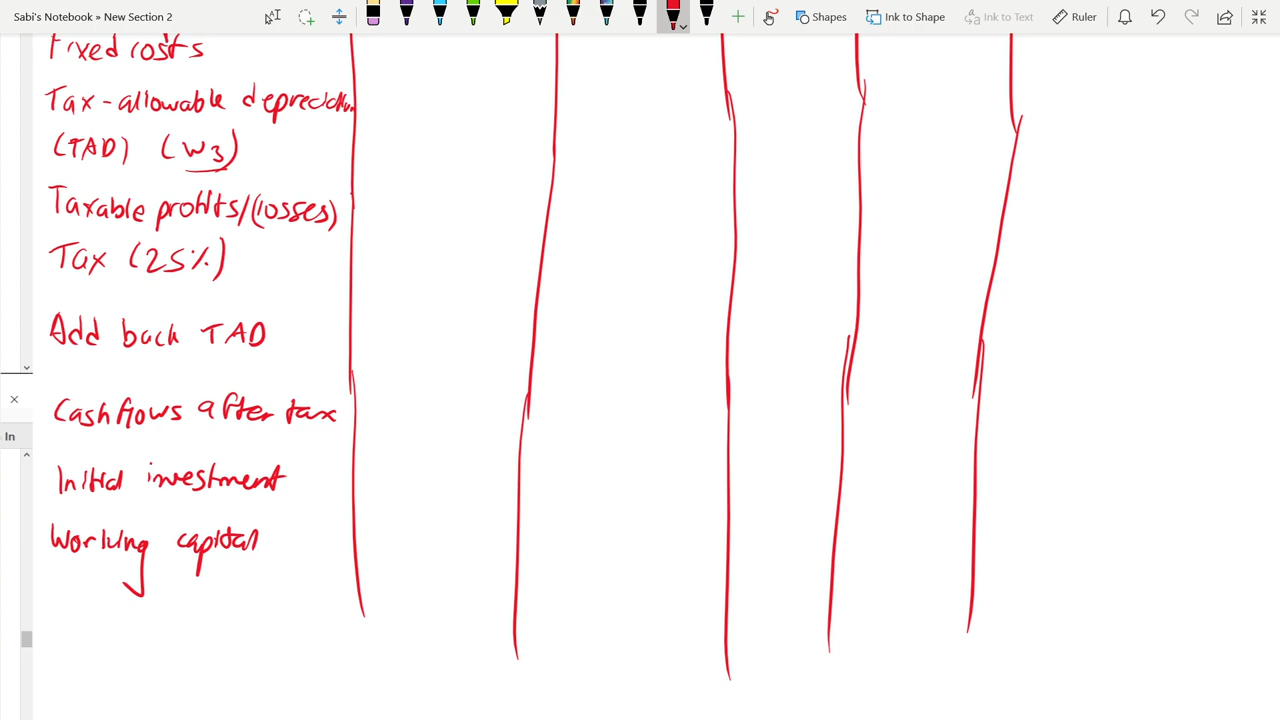 Sabi's Notebook » New Section 2
Shapes
Ink to Shape
Ink to Text
Ruler
Fixed costs
Tax-allowable depreciation
(TAD) (W3)
Taxable profits/(losses)
Tax (25%)
Add back TAD
Cashflows after tax
In
Initial investment
Working capital